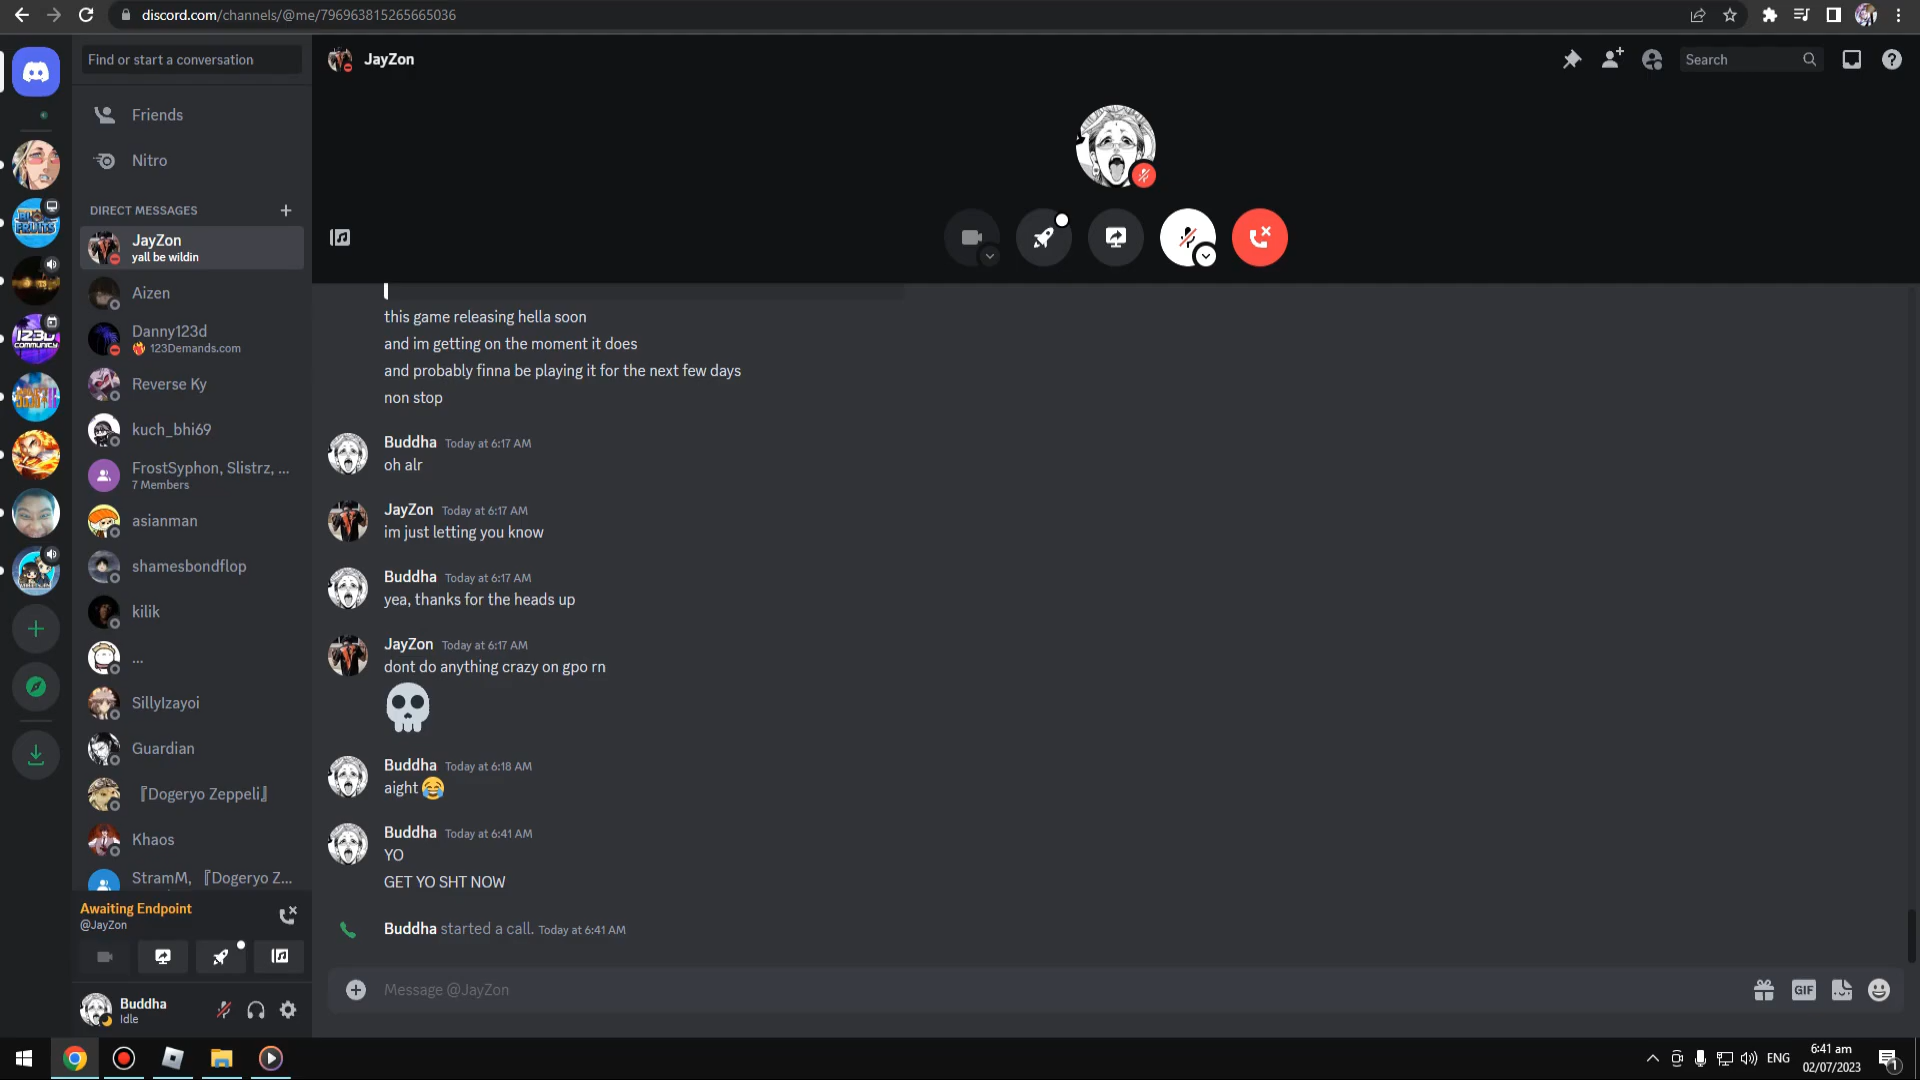 discord.com/channels/@me/796963815265665036
Find or start a conversation
Friends
Nitro
DIRECT MESSAGES
JayZon
yall be wildin
Aizen
Danny123d
123Demands.com
Reverse Ky
kuch_bhi69
FrostSyphon, Slistrz, ...
7 Members
asianman
shamesbondflop
kilik
...
SillyIzayoi
Guardian
『Dogeryo Zeppeli』
Khaos
StramM, 『Dogeryo Z...
Awaiting Endpoint
@JayZon
Buddha
Idle
JayZon
Search
this game releasing hella soon
and im getting on the moment it does
and probably finna be playing it for the next few days
non stop
Buddha Today at 6:17 AM
oh alr
JayZon Today at 6:17 AM
im just letting you know
Buddha Today at 6:17 AM
yea, thanks for the heads up
JayZon Today at 6:17 AM
dont do anything crazy on gpo rn
Buddha Today at 6:18 AM
aight 😂
Buddha Today at 6:41 AM
YO
GET YO SHT NOW
Buddha started a call. Today at 6:41 AM
Message @JayZon
GIF
ENG
6:41 am
02/07/2023
1